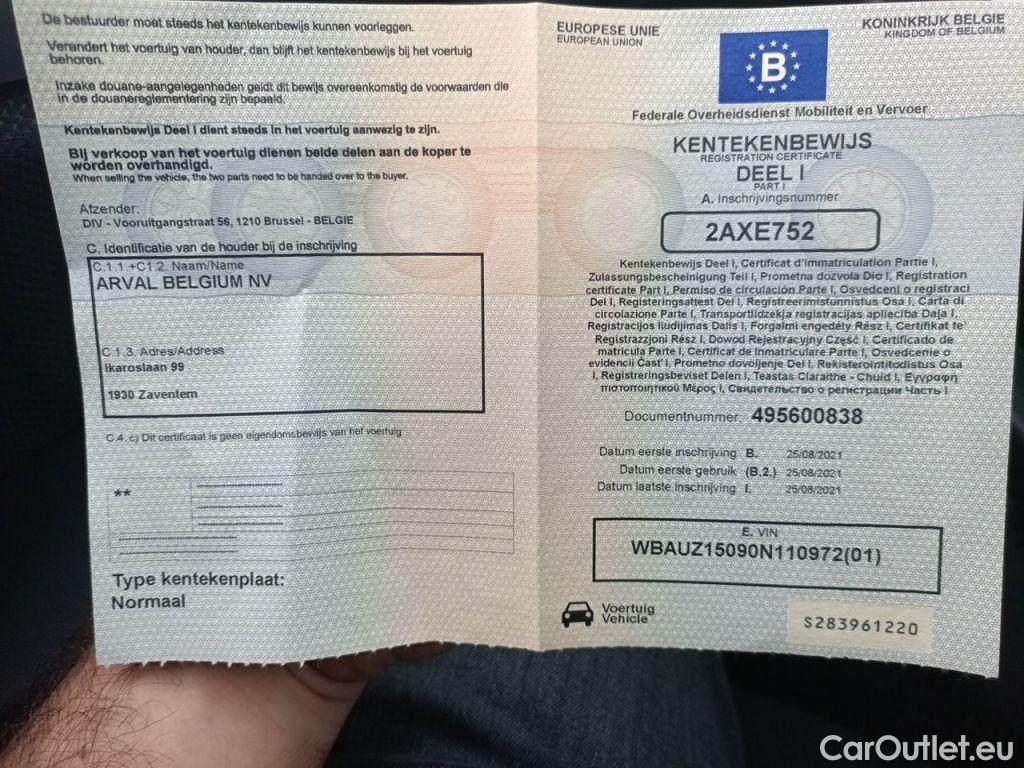 De bestuurder moet steeds het kentekenbewijs kunnen voorleggen.
Verandert het voertuig van houder, dan blijft het kentekenbewijs bij het voertuig
behoren.
Inzake douane-aangelegenheden geldt dit bewijs overeenkomstig de voorwaarden die
in de douanereglementering zijn bepaald.
Kentekenbewijs Deel I dient steeds in het voertuig aanwezig te zijn.
Bij verkoop van het voertuig dienen beide delen aan de koper te
worden overhandigd.
When selling the vehicle, the two parts need to be handed over to the buyer.
Afzender:
DIV - Vooruitgangstraat 56, 1210 Brussel - BELGIE
C. Identificatie van de houder bij de inschrijving
C.1.1 +C1.2. Naam/Name
ARVAL BELGIUM NV
C.1.3. Adres/Address
Ikaroslaan 99
1930 Zaventem
C.4. c) Dit certificaat is geen eigendomsbewijs van het voertuig
**
Type kentekenplaat:
Normaal
EUROPESE UNIE
EUROPEAN UNION
KONINKRIJK BELGIE
KINGDOM OF BELGIUM
B
Federale Overheidsdienst Mobiliteit en Vervoer
KENTEKENBEWIJS
REGISTRATION CERTIFICATE
DEEL I
PART I
A. Inschrijvingsnummer
2AXE752
Kentekenbewijs Deel I, Certificat d'immatriculation Partie I,
Zulassungsbescheinigung Teil I, Prometna dozvola Dio I, Registration
certificate Part I, Permiso de circulación Parte I, Osvedceni o registraci
Del I, Registeringsattest Del I, Registreerimistunnistus Osa I, Carta di
circolazione Parte I, Transportlidzekja registracijas aplieciba Daļa I,
Registracijos liudijimas Dalis I, Forgalmi engedély Rész I, Certifikat ta'
Registrazzjoni Rész I, Dowod Rejestracyjny Część I, Certificado de
matricula Parte I, Certificat de Inmatriculare Parte I, Osvedcenie o
evidencii Časť I, Prometno dovoljenje Del I, Rekisteröintitodistus Osa
I, Registreringsbeviset Delen I, Teastas Claraithe - Chuid I, Εγγραφή
πιστοποιητικού Μέρος I, Свидетельство о регистрации Часть I
Documentnummer: 495600838
Datum eerste inschrijving B. 25/08/2021
Datum eerste gebruik (B.2.) 25/08/2021
Datum laatste inschrijving I. 25/08/2021
E. VIN
WBAUZ15090N110972(01)
Voertuig
Vehicle
S283961220
CarOutlet.eu